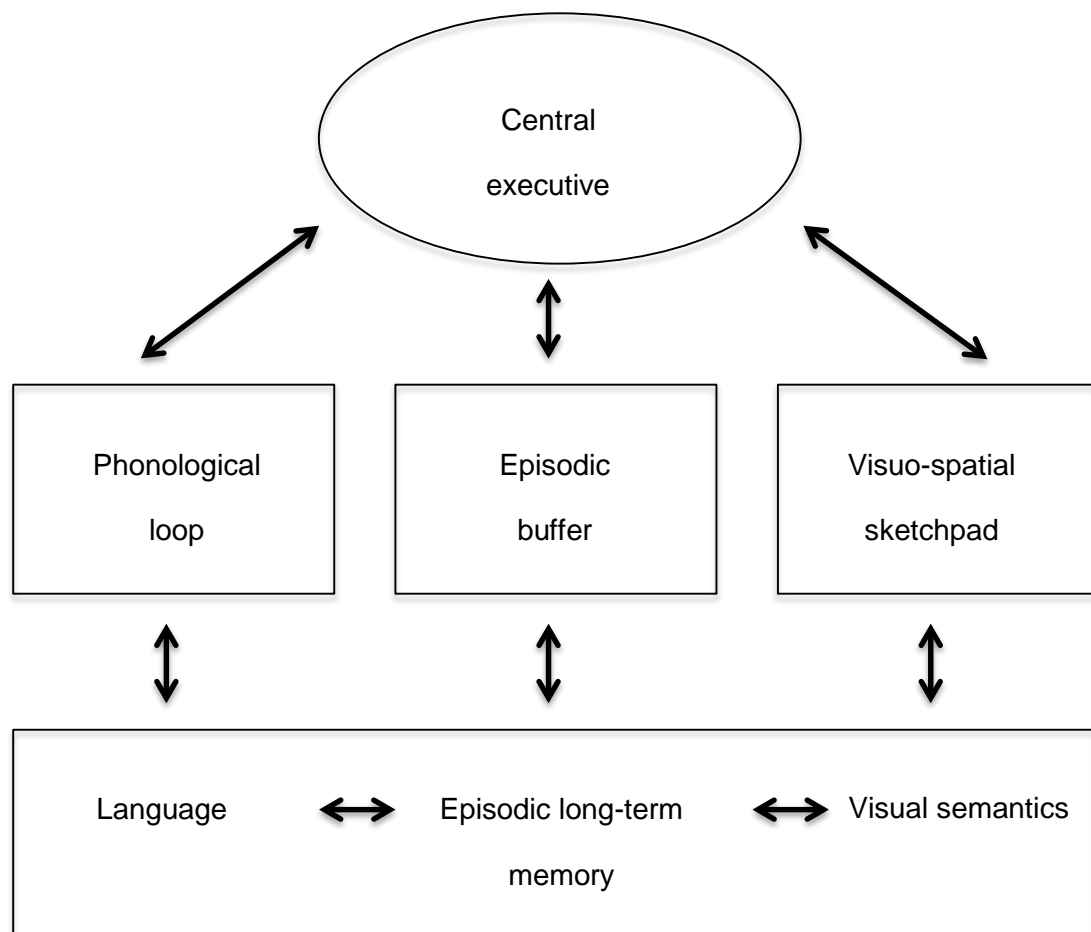 Central
executive
Phonological
loop
Episodic
buffer
Visuo-spatial
sketchpad
Language
Episodic long-term
memory
Visual semantics